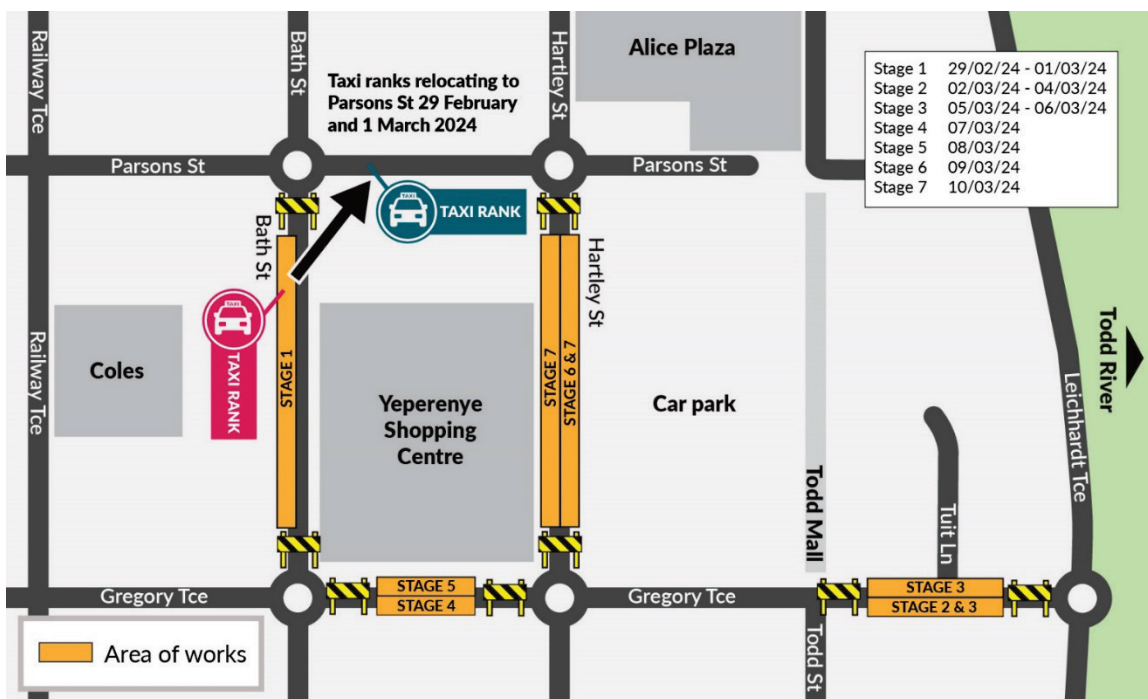 Railway Tce
Bath St
Hartley St
Alice Plaza
Taxi ranks relocating to
Parsons St 29 February
and 1 March 2024
Stage 1 29/02/24 - 01/03/24
Stage 2 02/03/24 - 04/03/24
Stage 3 05/03/24 - 06/03/24
Stage 4 07/03/24
Stage 5 08/03/24
Stage 6 09/03/24
Stage 7 10/03/24
Parsons St
Parsons St
TAXI
TAXI RANK
Bath St
Hartley St
TAXI
TAXI RANK
STAGE 1
STAGE 7
STAGE 6 & 7
Railway Tce
Coles
Yeperenye
Shopping
Centre
Car park
Todd Mall
Tuit Ln
Leichhardt Tce
Todd River
Gregory Tce
STAGE 5
STAGE 4
Gregory Tce
STAGE 3
STAGE 2 & 3
Todd St
Area of works